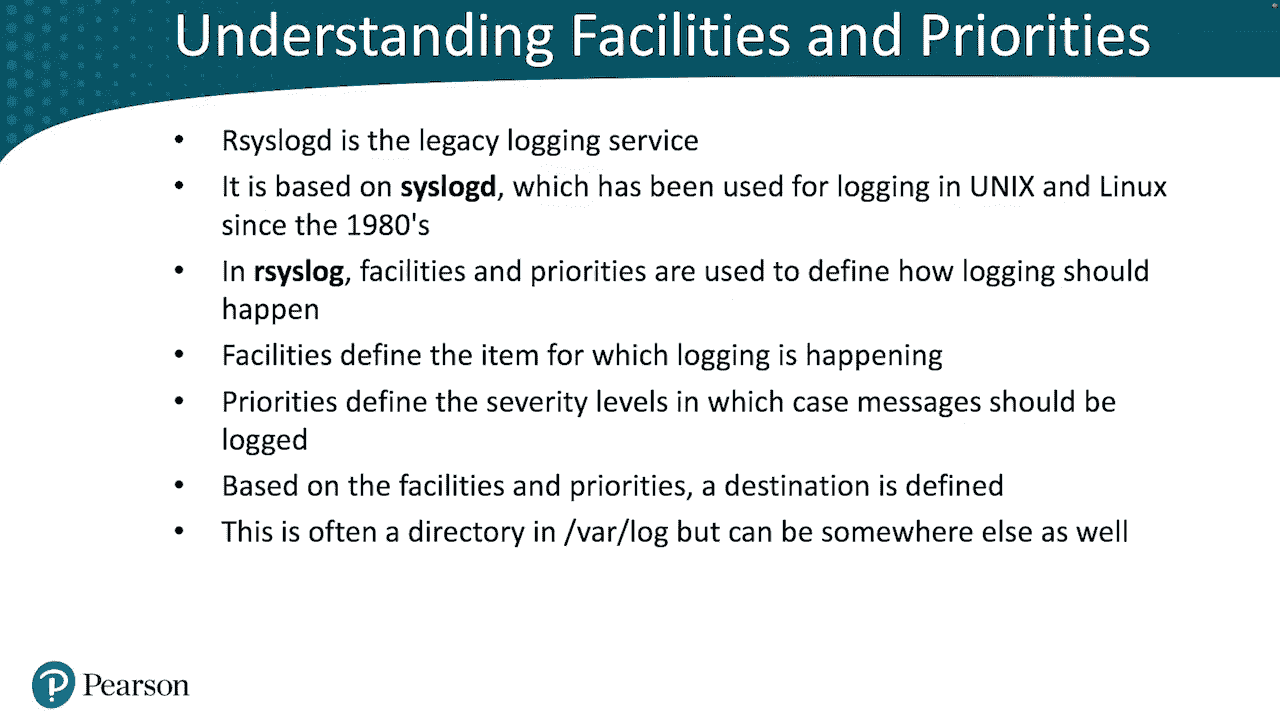 Understanding Facilities and Priorities
• Rsyslogd is the legacy logging service
• It is based on syslogd, which has been used for logging in UNIX and Linux
since the 1980's
• In rsyslog, facilities and priorities are used to define how logging should
happen
• Facilities define the item for which logging is happening
• Priorities define the severity levels in which case messages should be
logged
• Based on the facilities and priorities, a destination is defined
• This is often a directory in /var/log but can be somewhere else as well
Pearson